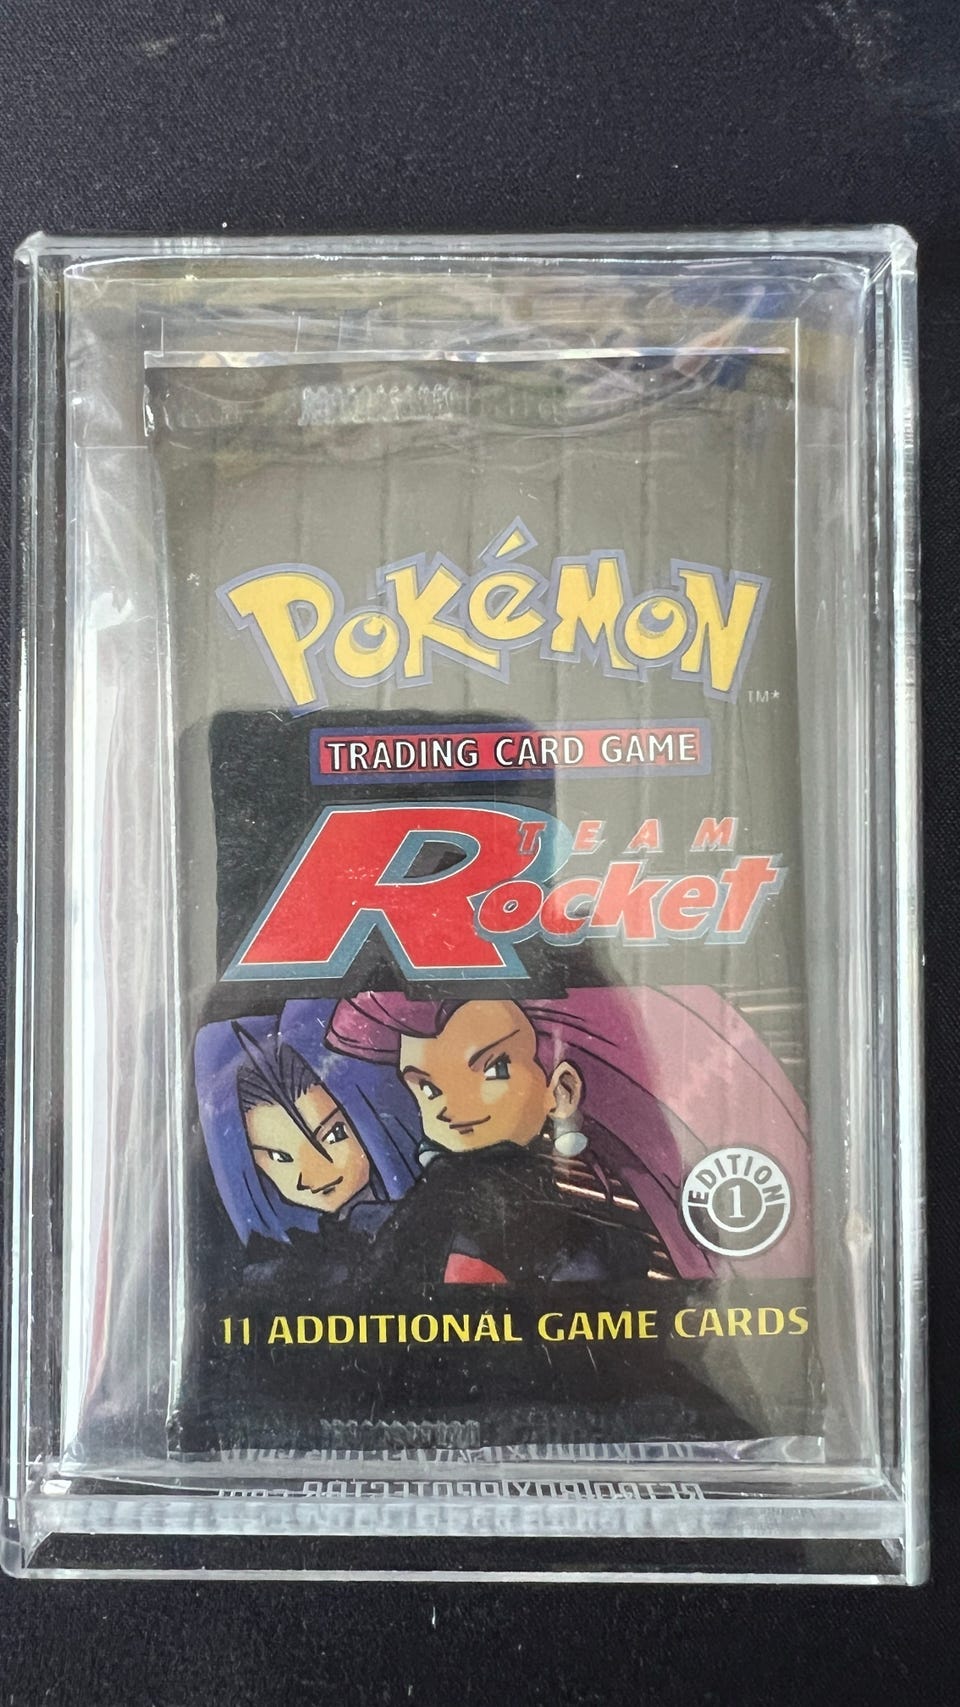 POKéMON
TM*
TRADING CARD GAME
TEAM
Rocket
EDITION
1
11 ADDITIONAL GAME CARDS